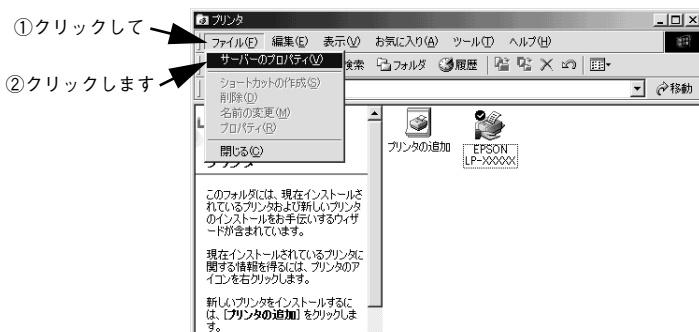 プリンタ
①クリックして
ファイル(F) 編集(E) 表示(V) お気に入り(A) ツール(T) ヘルプ(H)
②クリックします
サーバーのプロパティ(V)
検索 フォルダ 履歴
ショートカットの作成(S)
削除(D)
名前の変更(M)
プロパティ(R)
閉じる(C)
移動
プリンタの追加
EPSON
LP-XXXXX
このフォルダには、現在インストールさ
れているプリンタおよび新しいプリンタ
のインストールをお手伝いするウィザ
ードが含まれています。
現在インストールされているプリンタに
関する情報を得るには、プリンタのア
イコンを右クリックします。
新しいプリンタをインストールするに
は、[プリンタの追加] をクリックしま
す。